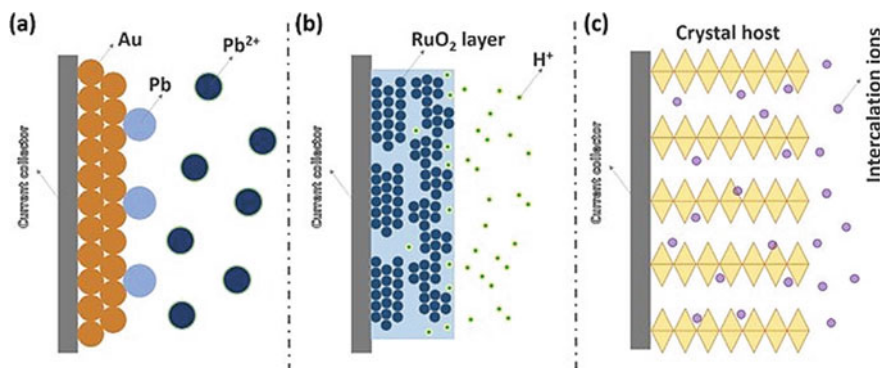 (a)
Au
Pb²⁺
Pb
Current collector
(b)
RuO₂ layer
H⁺
Current collector
(c)
Crystal host
Intercalation ions
Current collector